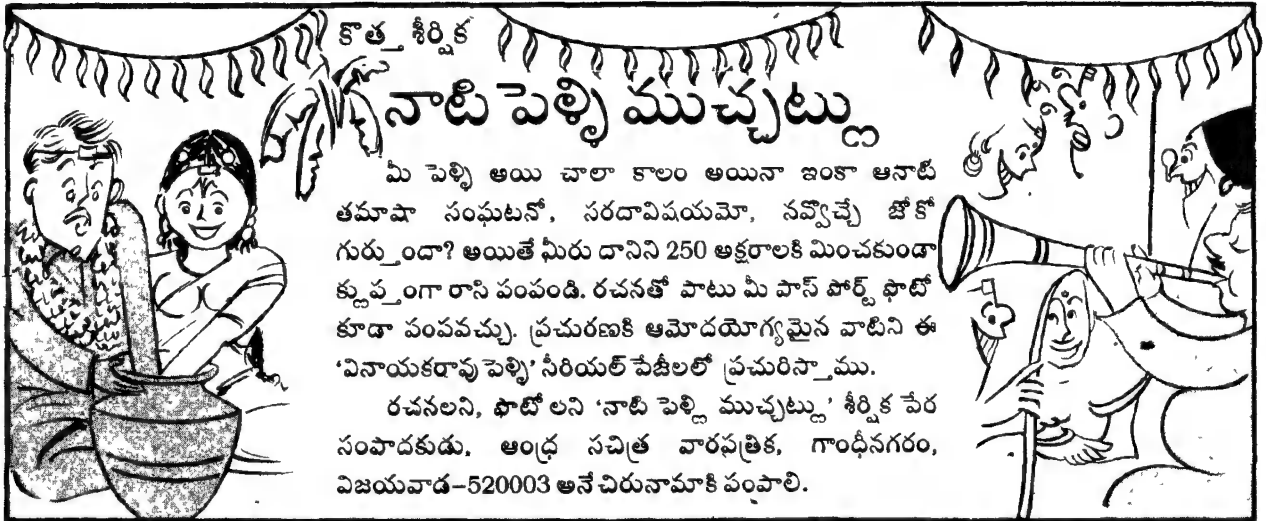 కొత్త శీర్షిక
నాటి పెళ్ళి ముచ్చట్లు
మీ పెళ్ళి అయి చాలా కాలం అయినా ఇంకా ఆనాటి
తమాషా సంఘటనో, సరదావిషయమో, నవ్వొచ్చే జోకో
గుర్తుందా? అయితే మీరు దానిని 250 అక్షరాలకి మించకుండా
క్లుప్తంగా రాసి పంపండి. రచనతో పాటు మీ పాస్ పోర్ట్ ఫొటో
కూడా పంపవచ్చు. ప్రచురణకి ఆమోదయోగ్యమైన వాటిని ఈ
‘వినాయకరావు పెళ్ళి’ సీరియల్ పేజీలలో ప్రచురిస్తాము.
రచనలని, ఫొటోలని ‘నాటి పెళ్ళి ముచ్చట్లు’ శీర్షిక పేర
సంపాదకుడు, ఆంధ్ర సచిత్ర వారపత్రిక, గాంధీనగరం,
విజయవాడ-520003 అనే చిరునామాకి పంపాలి.